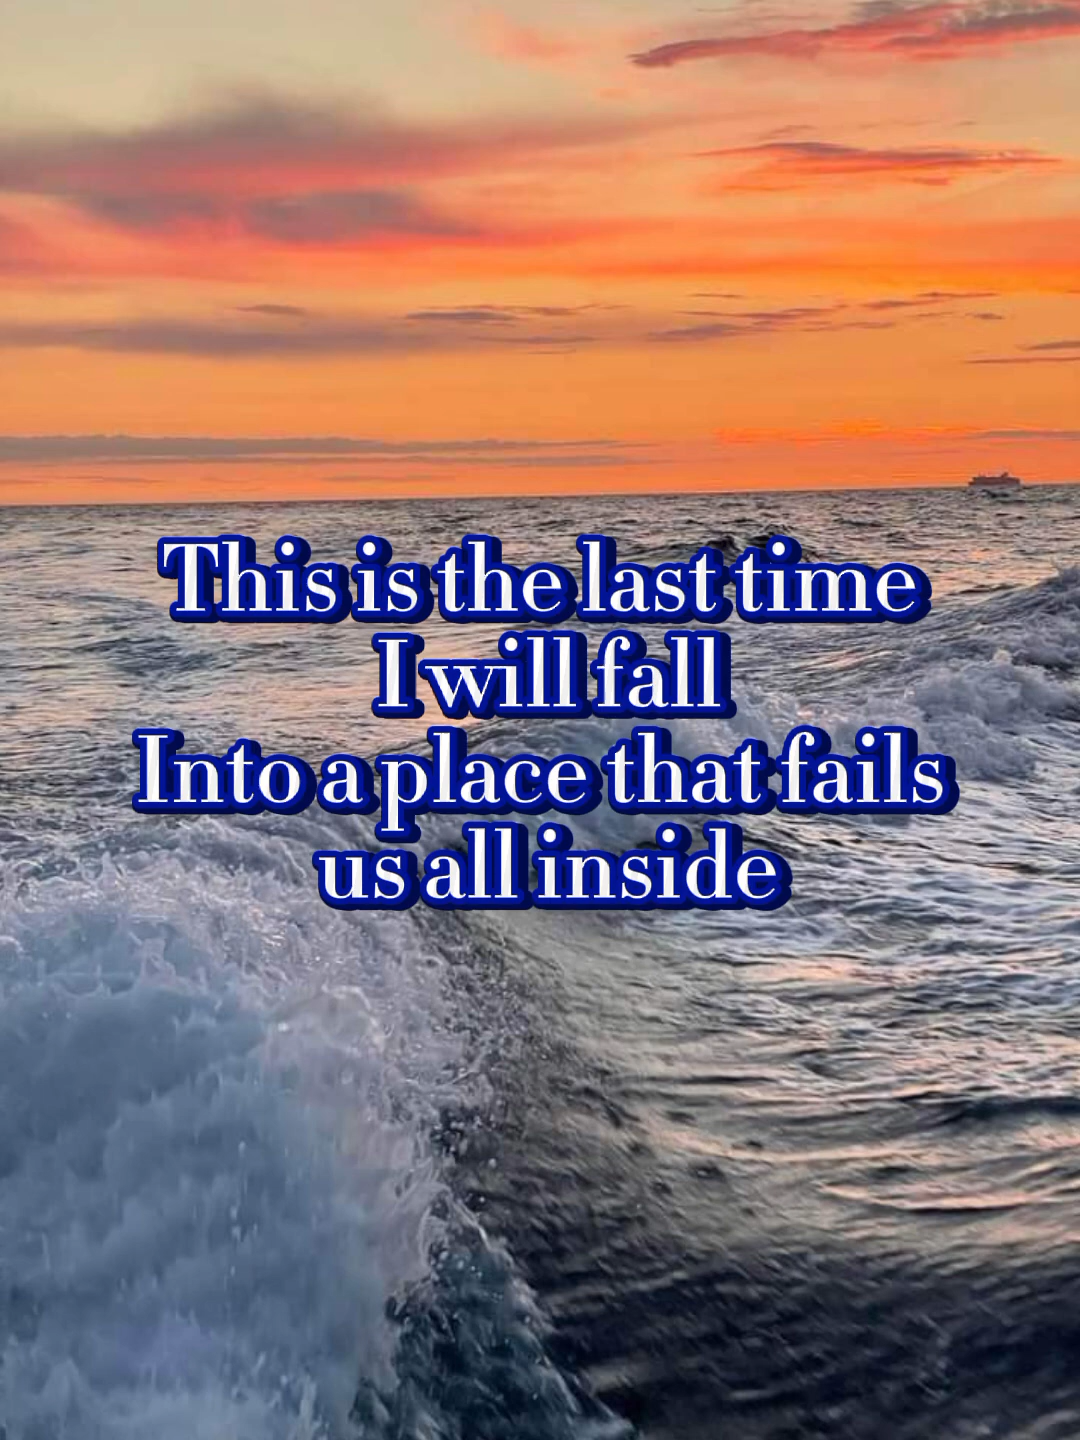 This is the last time
I will fall
Into a place that fails
us all inside